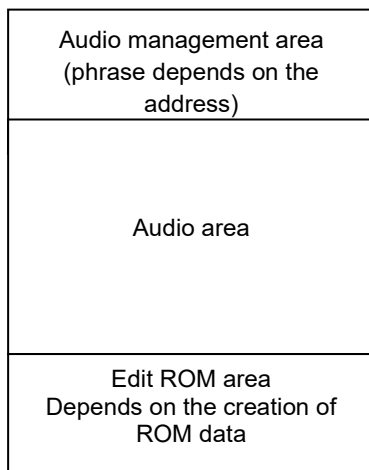 Audio management area
(phrase depends on the
address)
Audio area
Edit ROM area
Depends on the creation of
ROM data